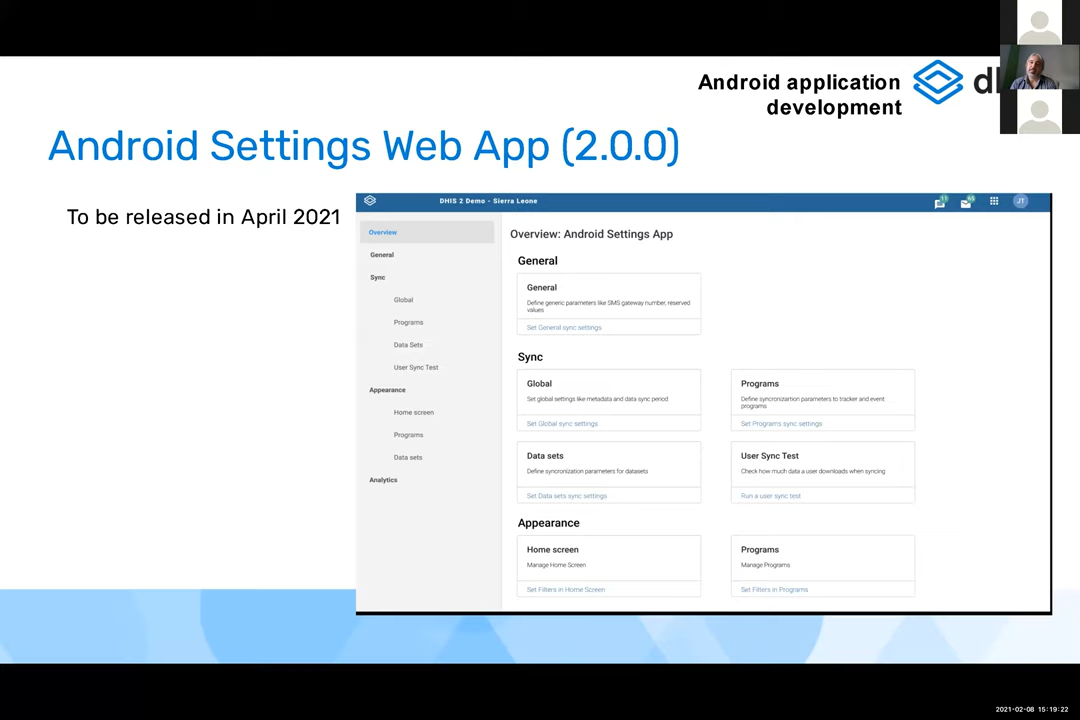 Android application
development
d
Android Settings Web App (2.0.0)
To be released in April 2021
DHIS 2 Demo - Sierra Leone
JT
Overview
General
Sync
Global
Programs
Data Sets
User Sync Test
Appearance
Home screen
Programs
Data sets
Analytics
Overview: Android Settings App
General
General
Define generic parameters like SMS gateway number, reserved
values
Set General sync settings
Sync
Global
Set global settings like metadata and data sync period
Set Global sync settings
Programs
Define syncronizartion parameters to tracker and event
programs
Set Programs sync settings
Data sets
Define syncronization parameters for datasets
Set Data sets sync settings
User Sync Test
Check how much data a user downloads when syncing
Run a user sync test
Appearance
Home screen
Manage Home Screen
Set Filters in Home Screen
Programs
Manage Programs
Set Filters in Programs
2021-02-08 15:19:22